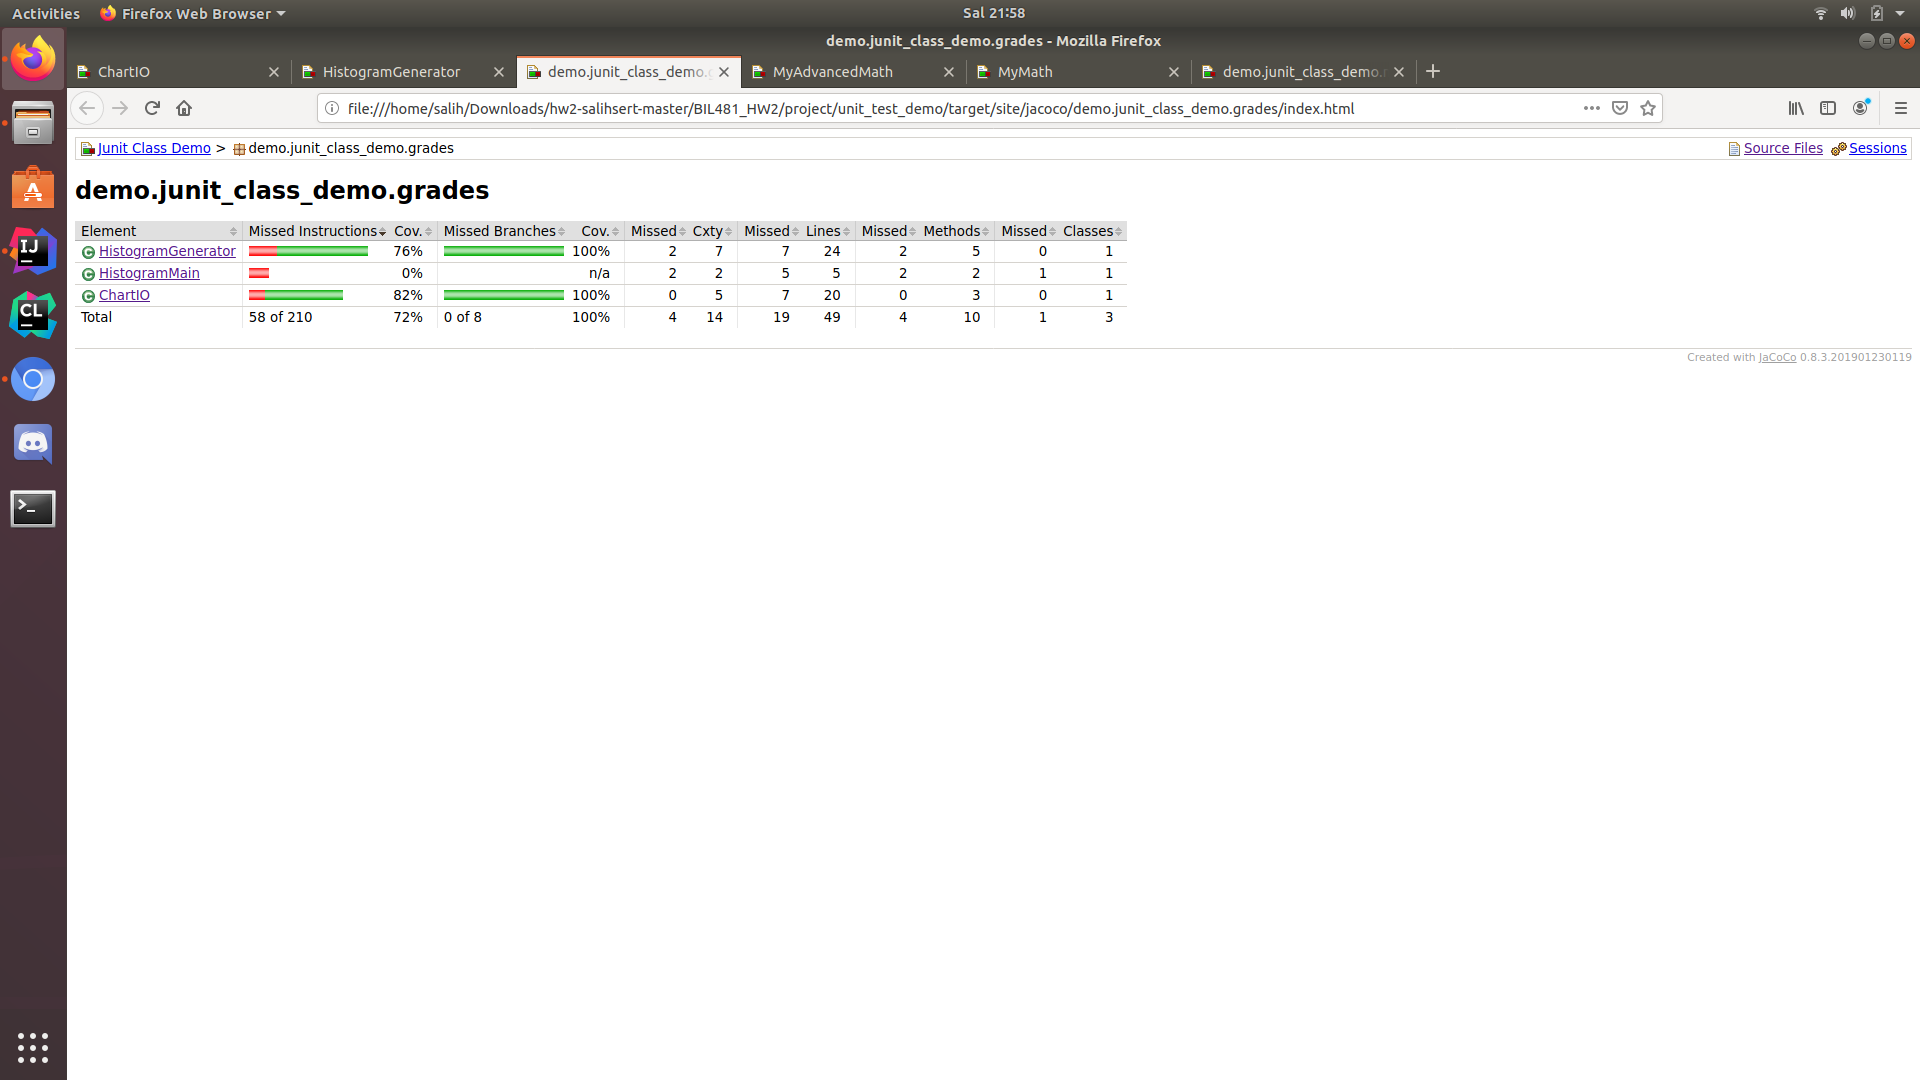 Activities Firefox Web Browser Sal 21:58
demo.junit_class_demo.grades - Mozilla Firefox
ChartIO HistogramGenerator demo.junit_class_demo. MyAdvancedMath MyMath demo.junit_class_demo.
file:///home/salih/Downloads/hw2-salihsert-master/BIL481_HW2/project/unit_test_demo/target/site/jacoco/demo.junit_class_demo.grades/index.html
Junit Class Demo > demo.junit_class_demo.grades Source Files Sessions
demo.junit_class_demo.grades
Element Missed Instructions Cov. Missed Branches Cov. Missed Cxty Missed Lines Missed Methods Missed Classes
HistogramGenerator 76% 100% 2 7 7 24 2 5 0 1
HistogramMain 0% n/a 2 2 5 5 2 2 1 1
ChartIO 82% 100% 0 5 7 20 0 3 0 1
Total 58 of 210 72% 0 of 8 100% 4 14 19 49 4 10 1 3
Created with JaCoCo 0.8.3.201901230119
IJ
CL